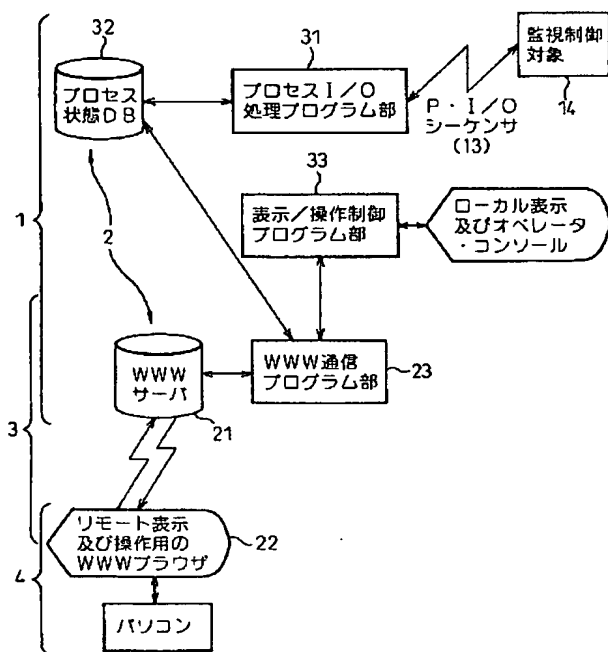 32
プロセス
状態DB
31
プロセスI/O
処理プログラム部
監視制御
対象
14
P・I/O
シーケンサ
(13)
33
表示/操作制御
プログラム部
ローカル表示
及びオペレータ
・コンソール
1
2
WWW
サーバ
21
WWW通信
プログラム部
23
3
リモート表示
及び操作用の
WWWブラウザ
22
4
パソコン